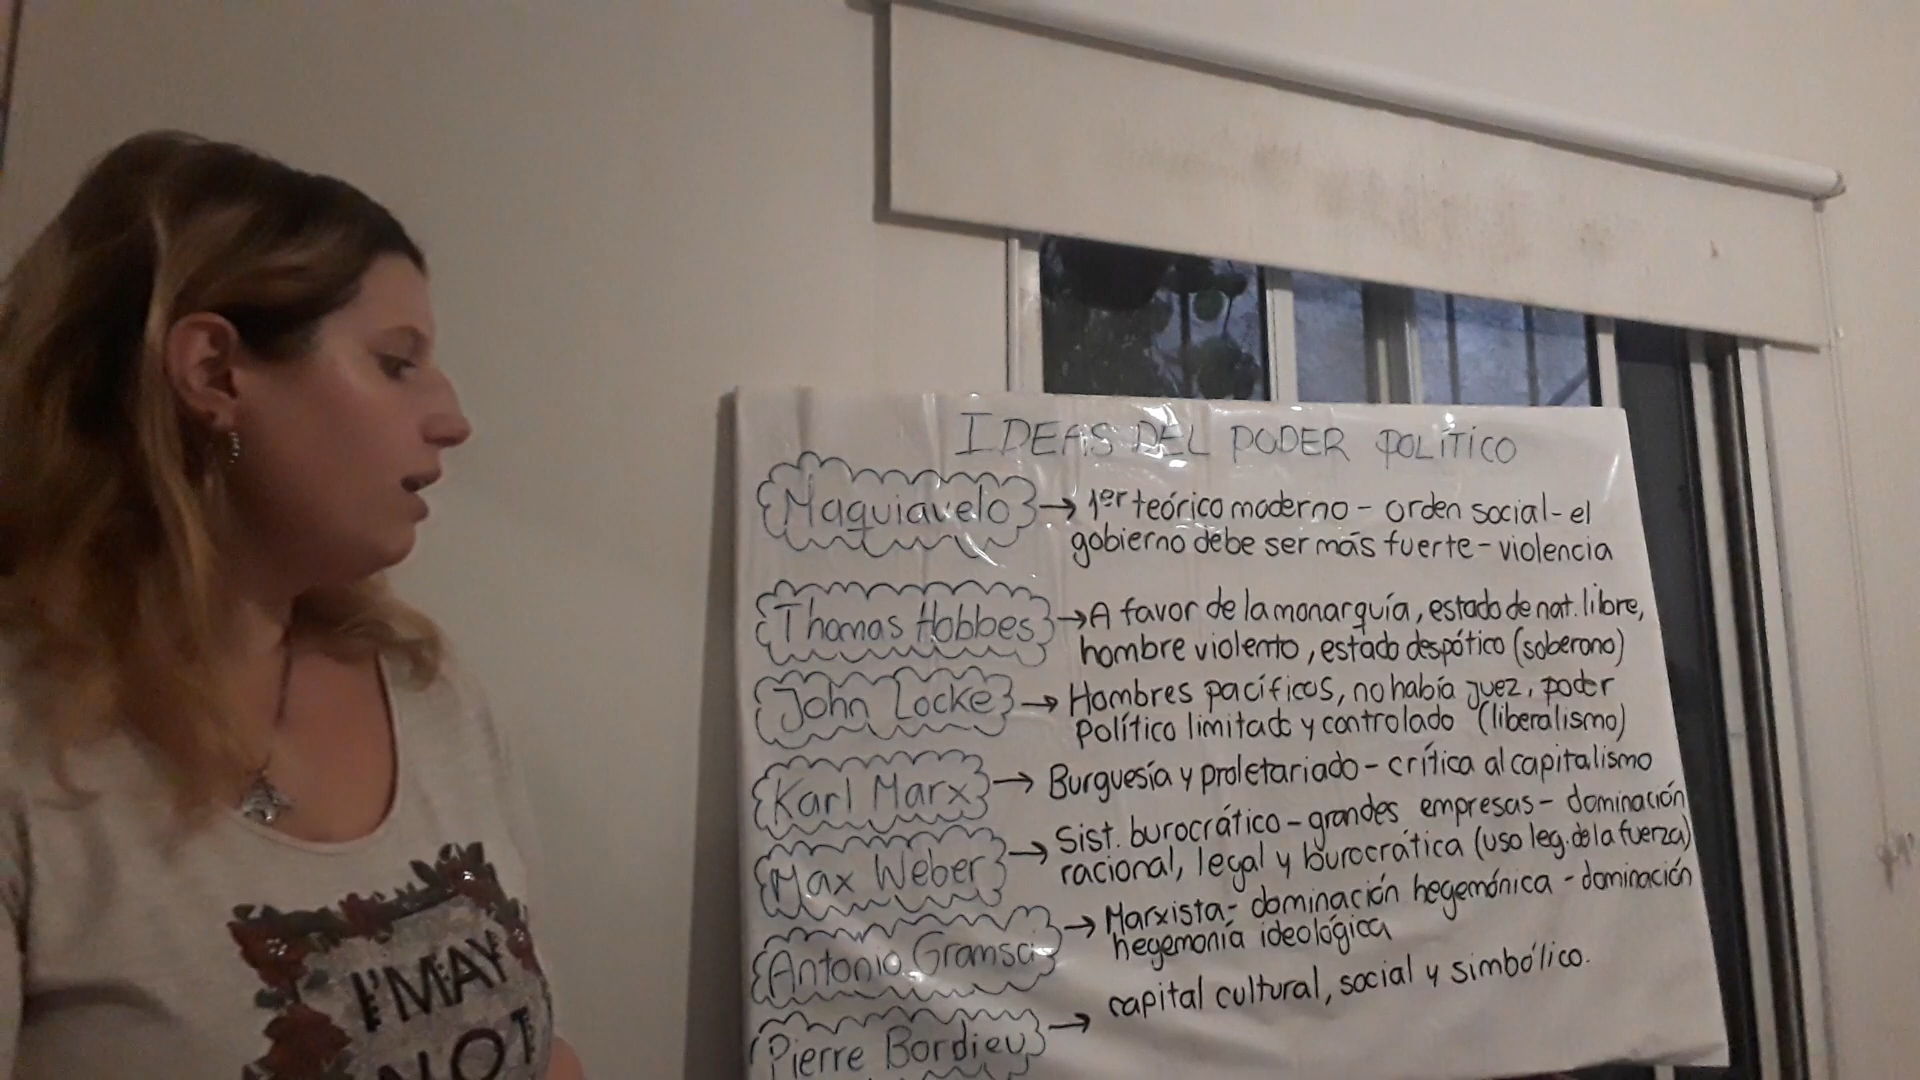 IDEAS DEL PODER POLÍTICO
Maquiavelo → 1er teórico moderno - orden social - el
gobierno debe ser más fuerte - violencia
Thomas Hobbes → A favor de la monarquía, estado de nat. libre,
hombre violento, estado despótico (soberano)
John Locke → Hombres pacíficos, no había juez, poder
Político limitado y controlado (liberalismo)
Karl Marx → Burguesía y proletariado - crítica al capitalismo
Max Weber → Sist. burocrático - grandes empresas - dominación
racional, legal y burocrática (uso leg. de la fuerza)
Antonio Gramsci → Marxista - dominación hegemónica - dominación
hegemonía ideológica
Pierre Bordieu → capital cultural, social y simbólico.
I'MAY
NOT